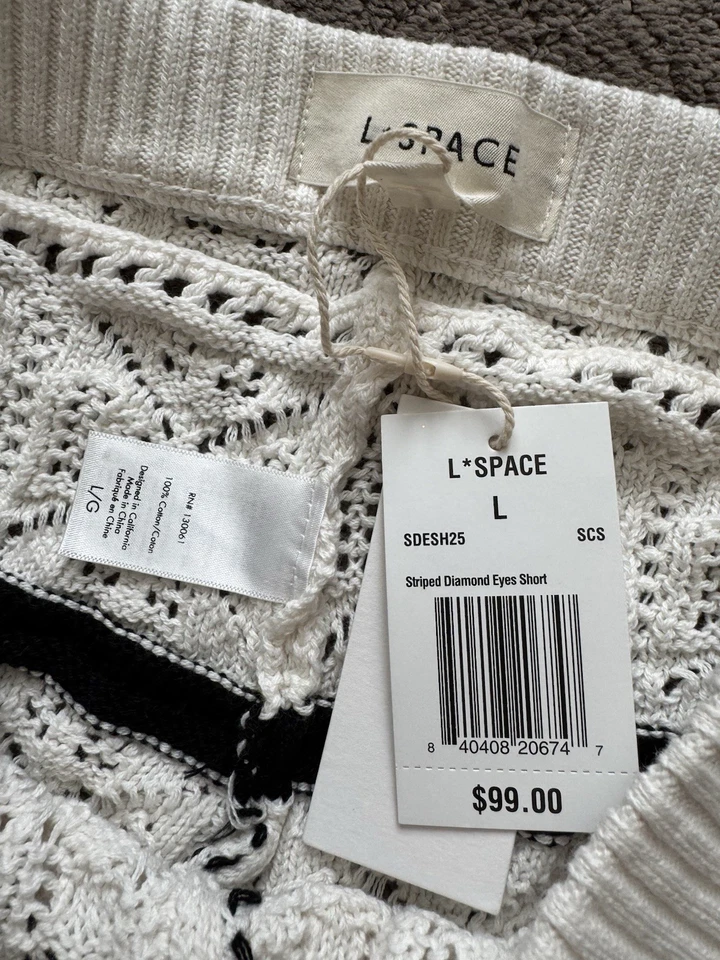 L*SPACE
L*SPACE
L
SDESH25 SCS
Striped Diamond Eyes Short
8 40408 20674 7
$99.00
RN# 130061
100% Cotton/Coton
Designed in California
Made in China
Fabriqué en Chine
L/G